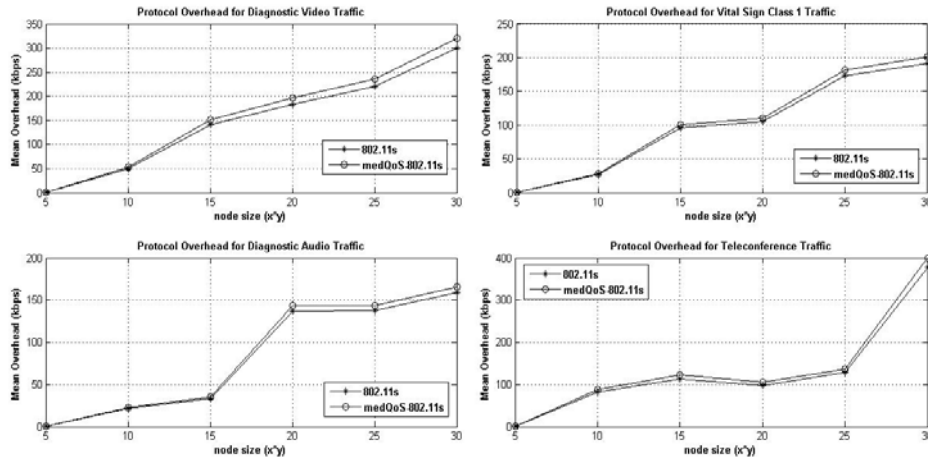 Protocol Overhead for Diagnostic Video Traffic
Mean Overhead (kbps)
350
300
250
200
150
100
50
0
5
10
15
20
25
30
node size (x*y)
802.11s
medQoS-802.11s
Protocol Overhead for Vital Sign Class 1 Traffic
Mean Overhead (kbps)
250
200
150
100
50
0
5
10
15
20
25
30
node size (x*y)
802.11s
medQoS-802.11s
Protocol Overhead for Diagnostic Audio Traffic
Mean Overhead (kbps)
200
150
100
50
0
5
10
15
20
25
30
node size (x*y)
802.11s
medQoS-802.11s
Protocol Overhead for Teleconference Traffic
Mean Overhead (kbps)
400
300
200
100
0
5
10
15
20
25
30
node size (x*y)
802.11s
medQoS-802.11s